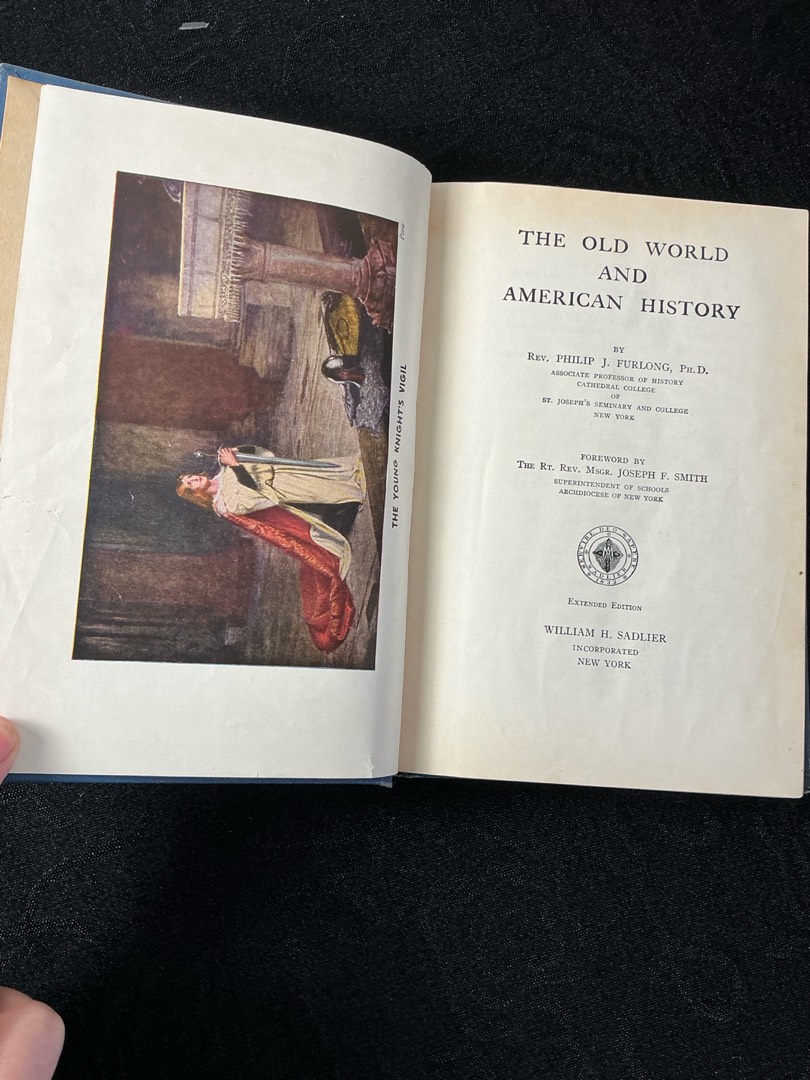 Pettie
THE YOUNG KNIGHT'S VIGIL
THE OLD WORLD
AND
AMERICAN HISTORY
BY
REV. PHILIP J. FURLONG, PH.D.
ASSOCIATE PROFESSOR OF HISTORY
CATHEDRAL COLLEGE
OF
ST. JOSEPH'S SEMINARY AND COLLEGE
NEW YORK
FOREWORD BY
THE RT. REV. MSGR. JOSEPH F. SMITH
SUPERINTENDENT OF SCHOOLS
ARCHDIOCESE OF NEW YORK
EXTENDED EDITION
WILLIAM H. SADLIER
INCORPORATED
NEW YORK